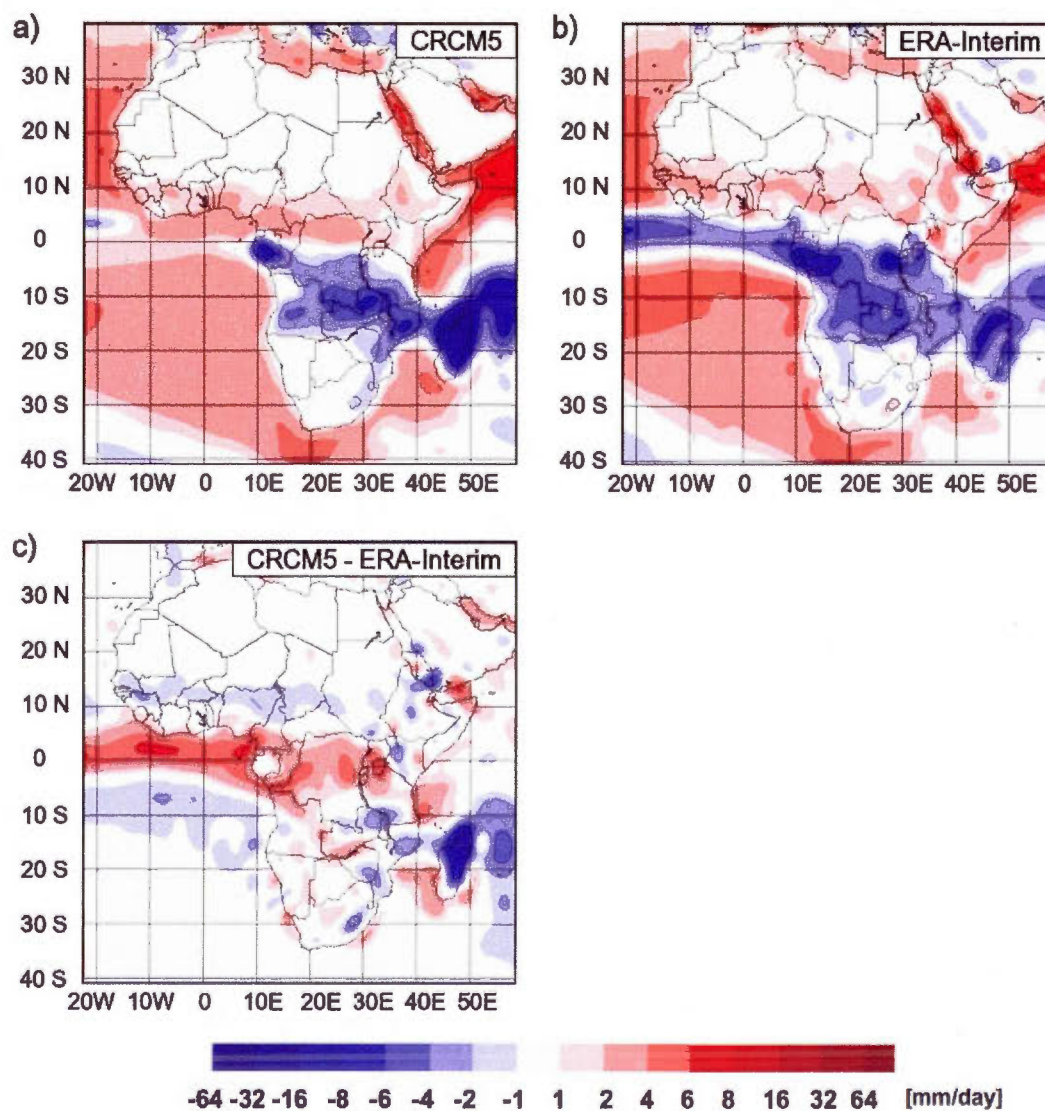 a)
CRCM5
30 N
20 N
10 N
0
10 S
20 S
30 S
40 S
20W 10W 0 10E 20E 30E 40E 50E
b)
ERA-Interim
30 N
20 N
10 N
0
10 S
20 S
30 S
40 S
20W 10W 0 10E 20E 30E 40E 50E
c)
CRCM5 - ERA-Interim
30 N
20 N
10 N
0
10 S
20 S
30 S
40 S
20W 10W 0 10E 20E 30E 40E 50E
-64 -32 -16 -8 -6 -4 -2 -1 1 2 4 6 8 16 32 64 [mm/day]